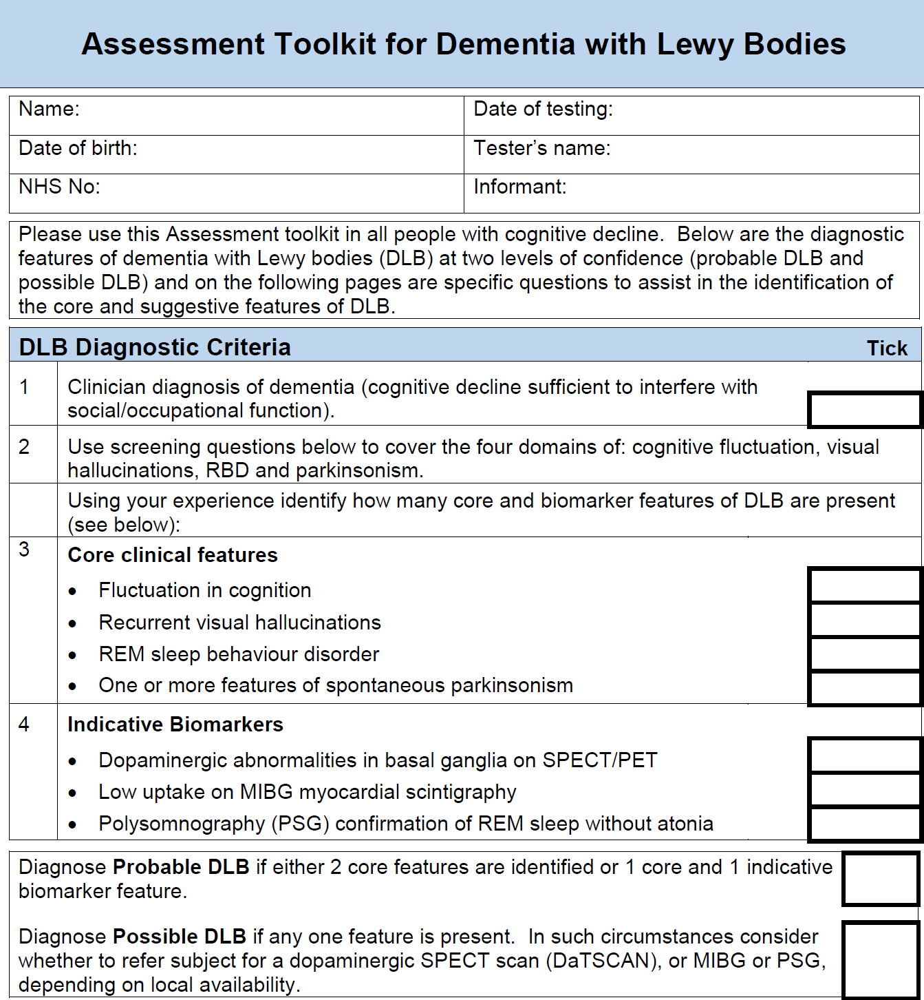 Assessment Toolkit for Dementia with Lewy Bodies
Name:
Date of testing:
Date of birth:
Tester’s name:
NHS No:
Informant:
Please use this Assessment toolkit in all people with cognitive decline.  Below are the diagnostic
features of dementia with Lewy bodies (DLB) at two levels of confidence (probable DLB and
possible DLB) and on the following pages are specific questions to assist in the identification of
the core and suggestive features of DLB.
DLB Diagnostic Criteria Tick
1 Clinician diagnosis of dementia (cognitive decline sufficient to interfere with
social/occupational function).
2 Use screening questions below to cover the four domains of: cognitive fluctuation, visual
hallucinations, RBD and parkinsonism.
Using your experience identify how many core and biomarker features of DLB are present
(see below):
3 Core clinical features
• Fluctuation in cognition
• Recurrent visual hallucinations
• REM sleep behaviour disorder
• One or more features of spontaneous parkinsonism
4 Indicative Biomarkers
• Dopaminergic abnormalities in basal ganglia on SPECT/PET
• Low uptake on MIBG myocardial scintigraphy
• Polysomnography (PSG) confirmation of REM sleep without atonia
Diagnose Probable DLB if either 2 core features are identified or 1 core and 1 indicative
biomarker feature.
Diagnose Possible DLB if any one feature is present.  In such circumstances consider
whether to refer subject for a dopaminergic SPECT scan (DaTSCAN), or MIBG or PSG,
depending on local availability.